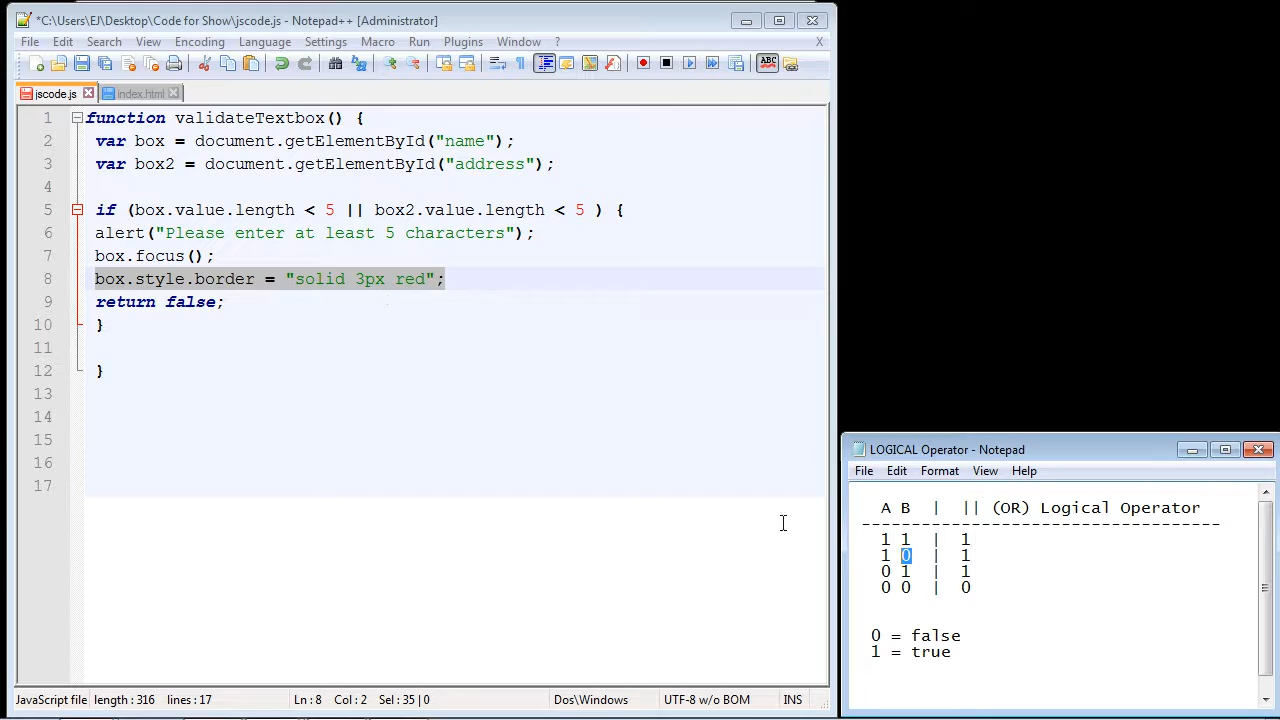 *C:\Users\EJ\Desktop\Code for Show\jscode.js - Notepad++ [Administrator]
File Edit Search View Encoding Language Settings Macro Run Plugins Window ? X
ABC
jscode.js index.html
1 function validateTextbox() {
2 var box = document.getElementById("name");
3 var box2 = document.getElementById("address");
4
5 if (box.value.length < 5 || box2.value.length < 5 ) {
6 alert("Please enter at least 5 characters");
7 box.focus();
8 box.style.border = "solid 3px red";
9 return false;
10 }
11
12 }
13
14
15
16
17
JavaScript file length : 316 lines : 17 Ln : 8 Col : 2 Sel : 35 | 0 Dos\Windows UTF-8 w/o BOM INS
LOGICAL Operator - Notepad
File Edit Format View Help
A B | || (OR) Logical Operator
------------------------------------
1 1 | 1
1 0 | 1
0 1 | 1
0 0 | 0
0 = false
1 = true